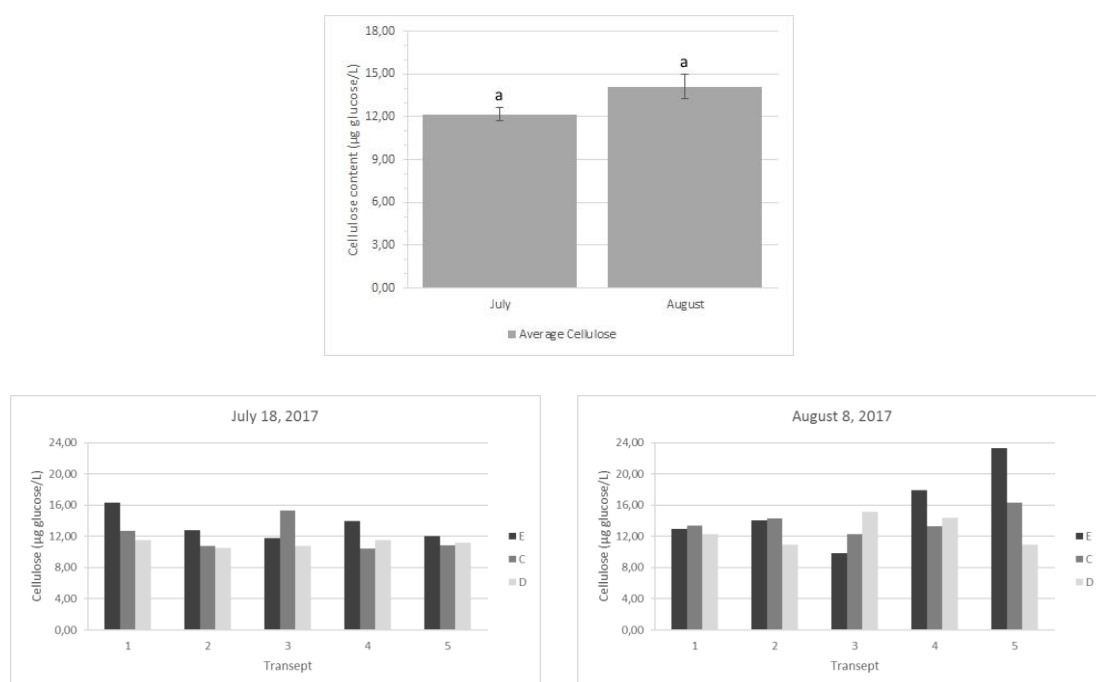 18,00
a
15,00
a
12,00
9,00
6,00
3,00
0,00
Cellulose content (µg glucose/L)
July August
Average Cellulose
July 18, 2017
24,00
20,00
16,00
12,00
8,00
4,00
0,00
Cellulose (µg glucose/L)
1 2 3 4 5
Transept
E
C
D
August 8, 2017
24,00
20,00
16,00
12,00
8,00
4,00
0,00
Cellulose (µg glucose/L)
1 2 3 4 5
Transept
E
C
D